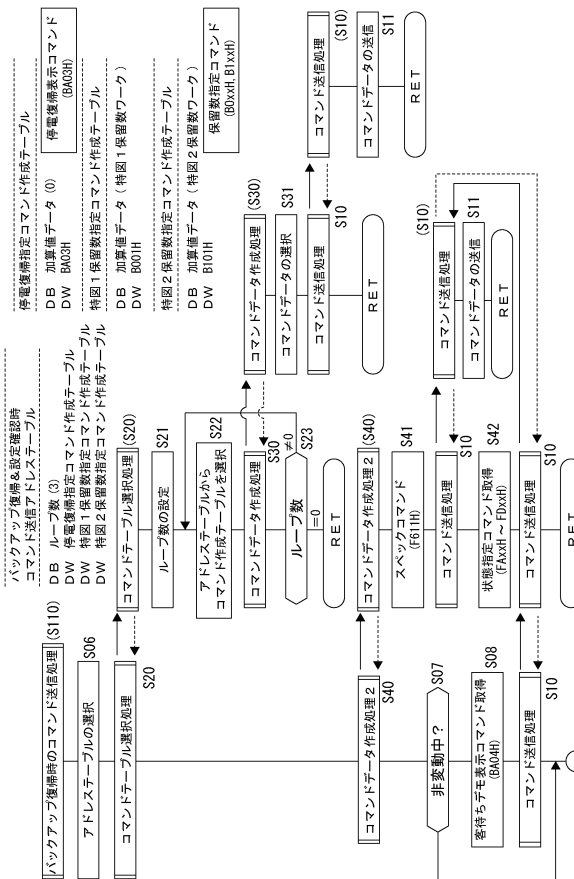 バックアップ復帰＆設定確認時
コマンド送信アドレステーブル
ＤＢ ループ数 (3)
ＤＷ 停電復帰指定コマンド作成テーブル
ＤＷ 特図１保留数指定コマンド作成テーブル
ＤＷ 特図２保留数指定コマンド作成テーブル
停電復帰指定コマンド作成テーブル
ＤＢ 加算値データ (0)
ＤＷ BA03H
停電復帰表示コマンド
(BA03H)
特図１保留数指定コマンド作成テーブル
ＤＢ 加算値データ (特図１保留数ワーク)
ＤＷ B001H
特図２保留数指定コマンド作成テーブル
ＤＢ 加算値データ (特図２保留数ワーク)
ＤＷ B101H
保留数指定コマンド
(B0xxH, B1xxH)
バックアップ復帰時のコマンド送信処理
(S110)
アドレステーブルの選択
S06
コマンドテーブル選択処理
S20
コマンドデータ作成処理２
S40
非変動中？
S07
客待ちデモ表示コマンド取得
(BA04H)
S08
コマンド送信処理
S10
コマンドテーブル選択処理
(S20)
ループ数の設定
S21
アドレステーブルから
コマンド作成テーブルを選択
S22
コマンドデータ作成処理
S30
ループ数
≠0
S23
=0
ＲＥＴ
コマンドデータ作成処理２
(S40)
スペックコマンド
(F611H)
S41
コマンド送信処理
S10
状態指定コマンド取得
(FAxxH ～ FDxxH)
S42
コマンド送信処理
S10
ＲＥＴ
コマンドデータ作成処理
(S30)
コマンドデータの選択
S31
コマンド送信処理
S10
ＲＥＴ
コマンド送信処理
(S10)
コマンドデータの送信
S11
ＲＥＴ
コマンド送信処理
(S10)
コマンドデータの送信
S11
ＲＥＴ